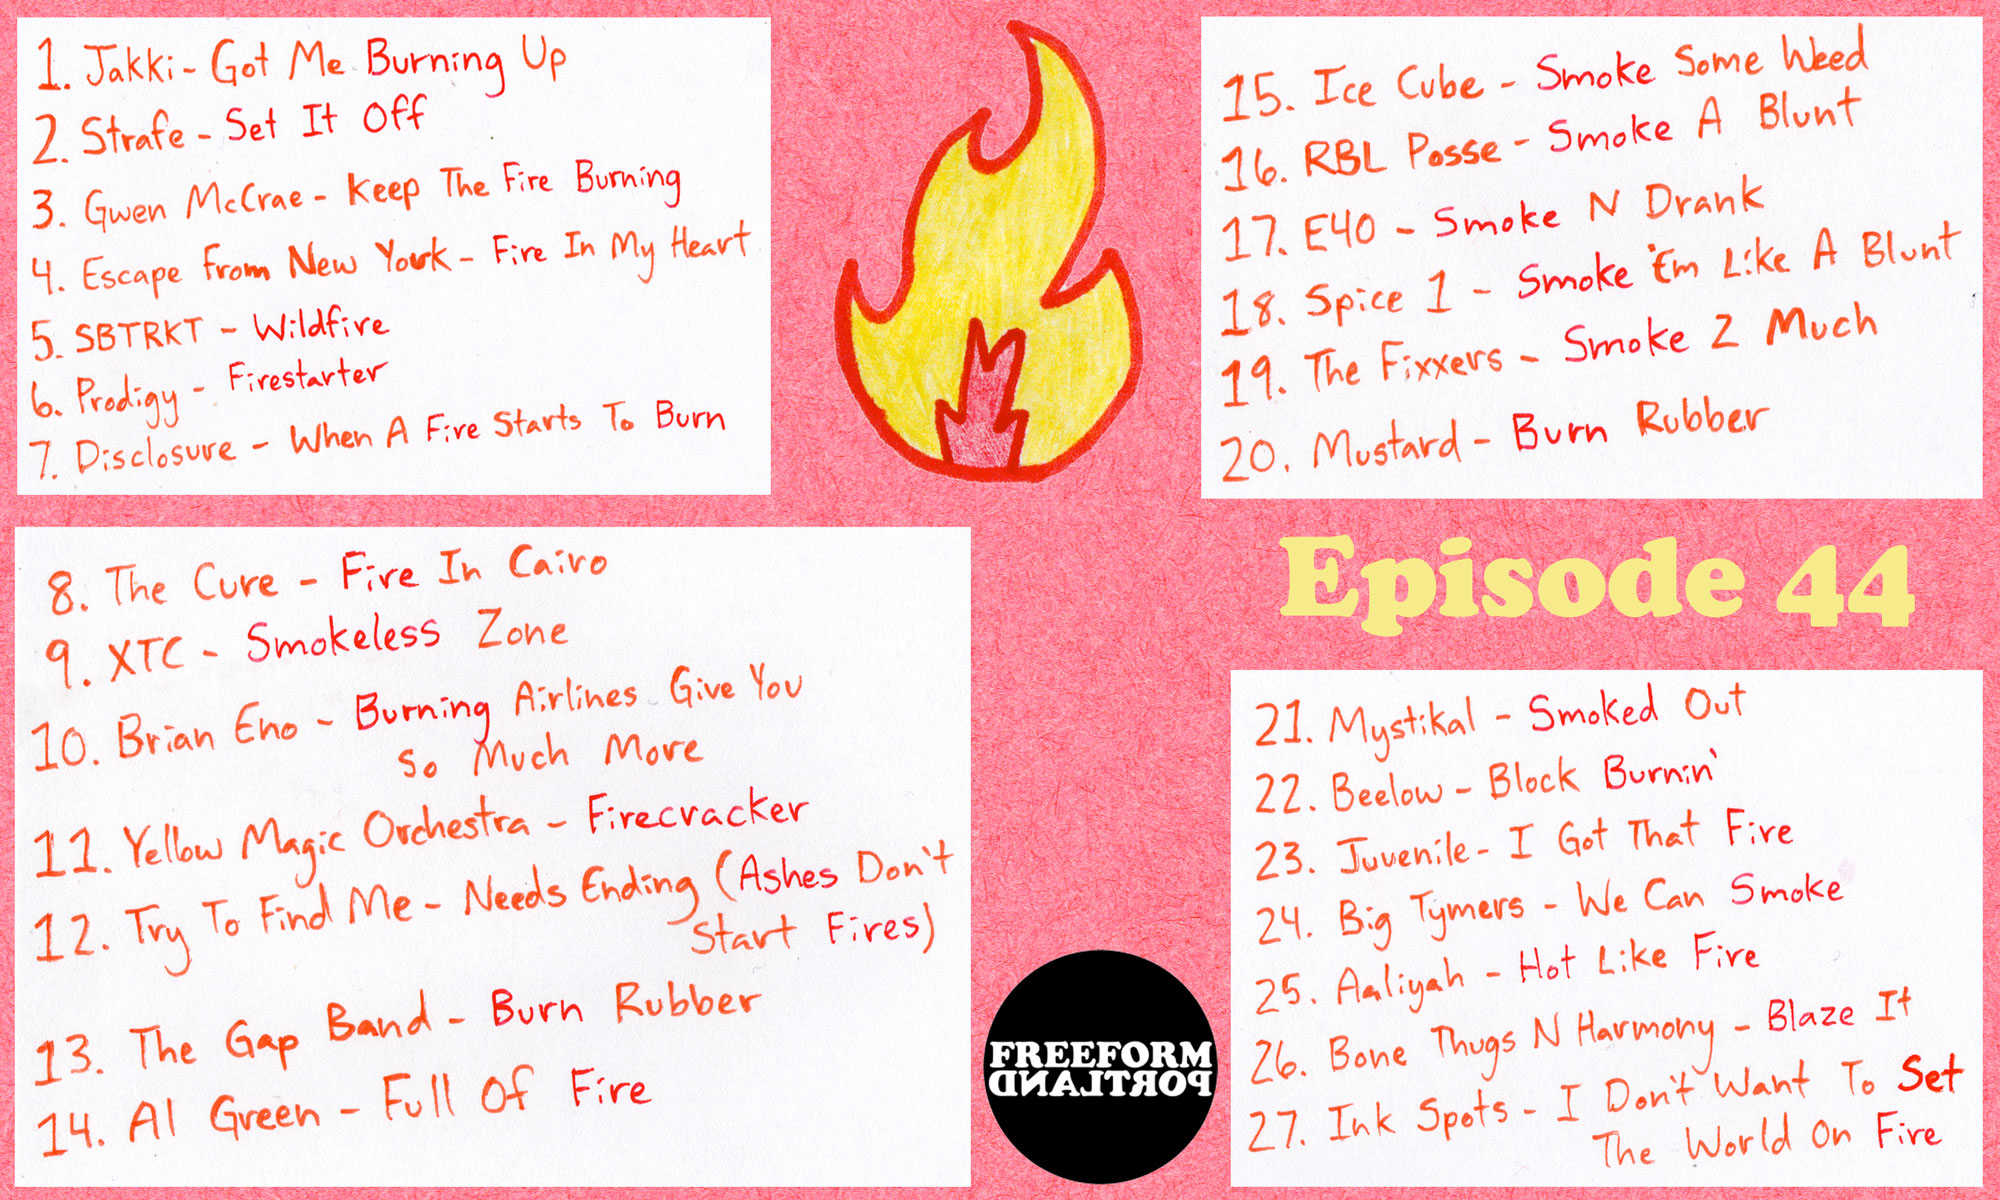 1. Jakki - Got Me Burning Up
2. Strafe - Set It Off
3. Gwen McCrae - Keep The Fire Burning
4. Escape From New York - Fire In My Heart
5. SBTRKT - Wildfire
6. Prodigy - Firestarter
7. Disclosure - When A Fire Starts To Burn
8. The Cure - Fire In Cairo
9. XTC - Smokeless Zone
10. Brian Eno - Burning Airlines Give You
So Much More
11. Yellow Magic Orchestra - Firecracker
12. Try To Find Me - Needs Ending (Ashes Don't
Start Fires)
13. The Gap Band - Burn Rubber
14. Al Green - Full Of Fire
15. Ice Cube - Smoke Some Weed
16. RBL Posse - Smoke A Blunt
17. E40 - Smoke N Drank
18. Spice 1 - Smoke 'Em Like A Blunt
19. The Fixxers - Smoke 2 Much
20. Mustard - Burn Rubber
Episode 44
21. Mystikal - Smoked Out
22. Beelow - Block Burnin'
23. Juvenile - I Got That Fire
24. Big Tymers - We Can Smoke
25. Aaliyah - Hot Like Fire
26. Bone Thugs N Harmony - Blaze It
27. Ink Spots - I Don't Want To Set
The World On Fire
FREEFORM
PORTLAND